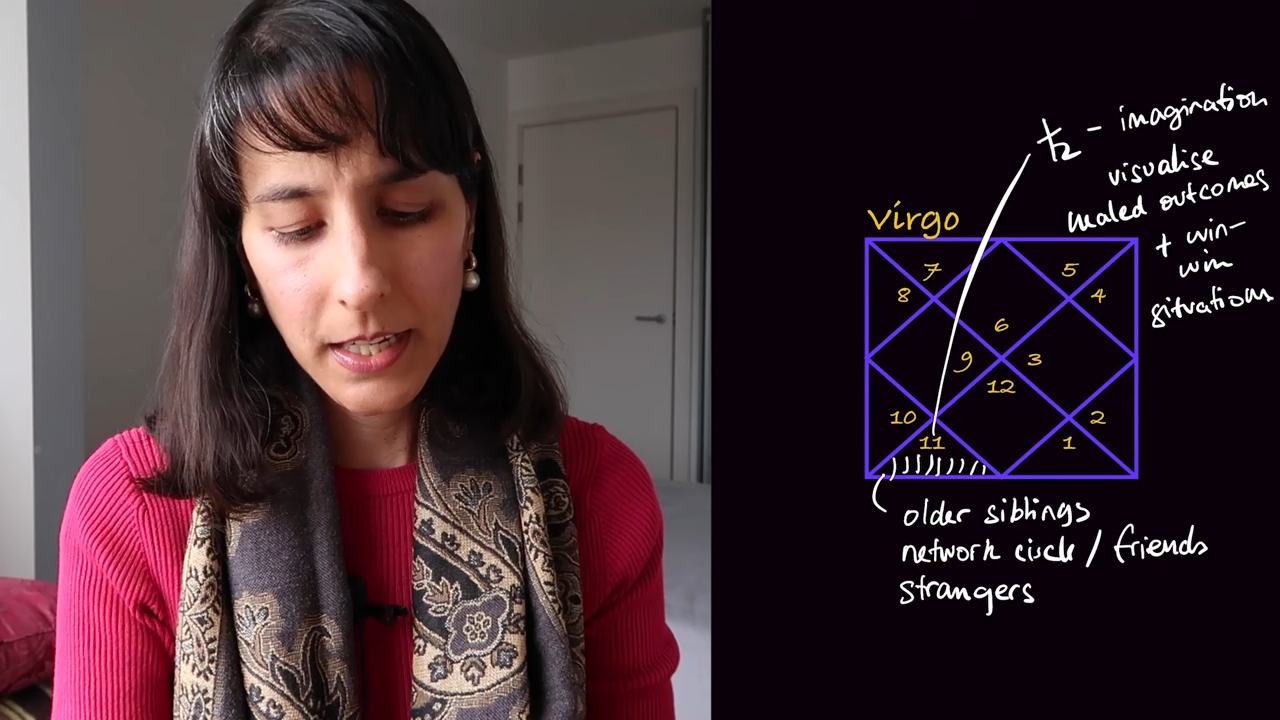 ♄ - imagination
visualise
healed outcomes
+ win-
win
situations
virgo
7
5
8
4
6
9
3
12
10
2
11
1
older siblings
network circle / friends
strangers